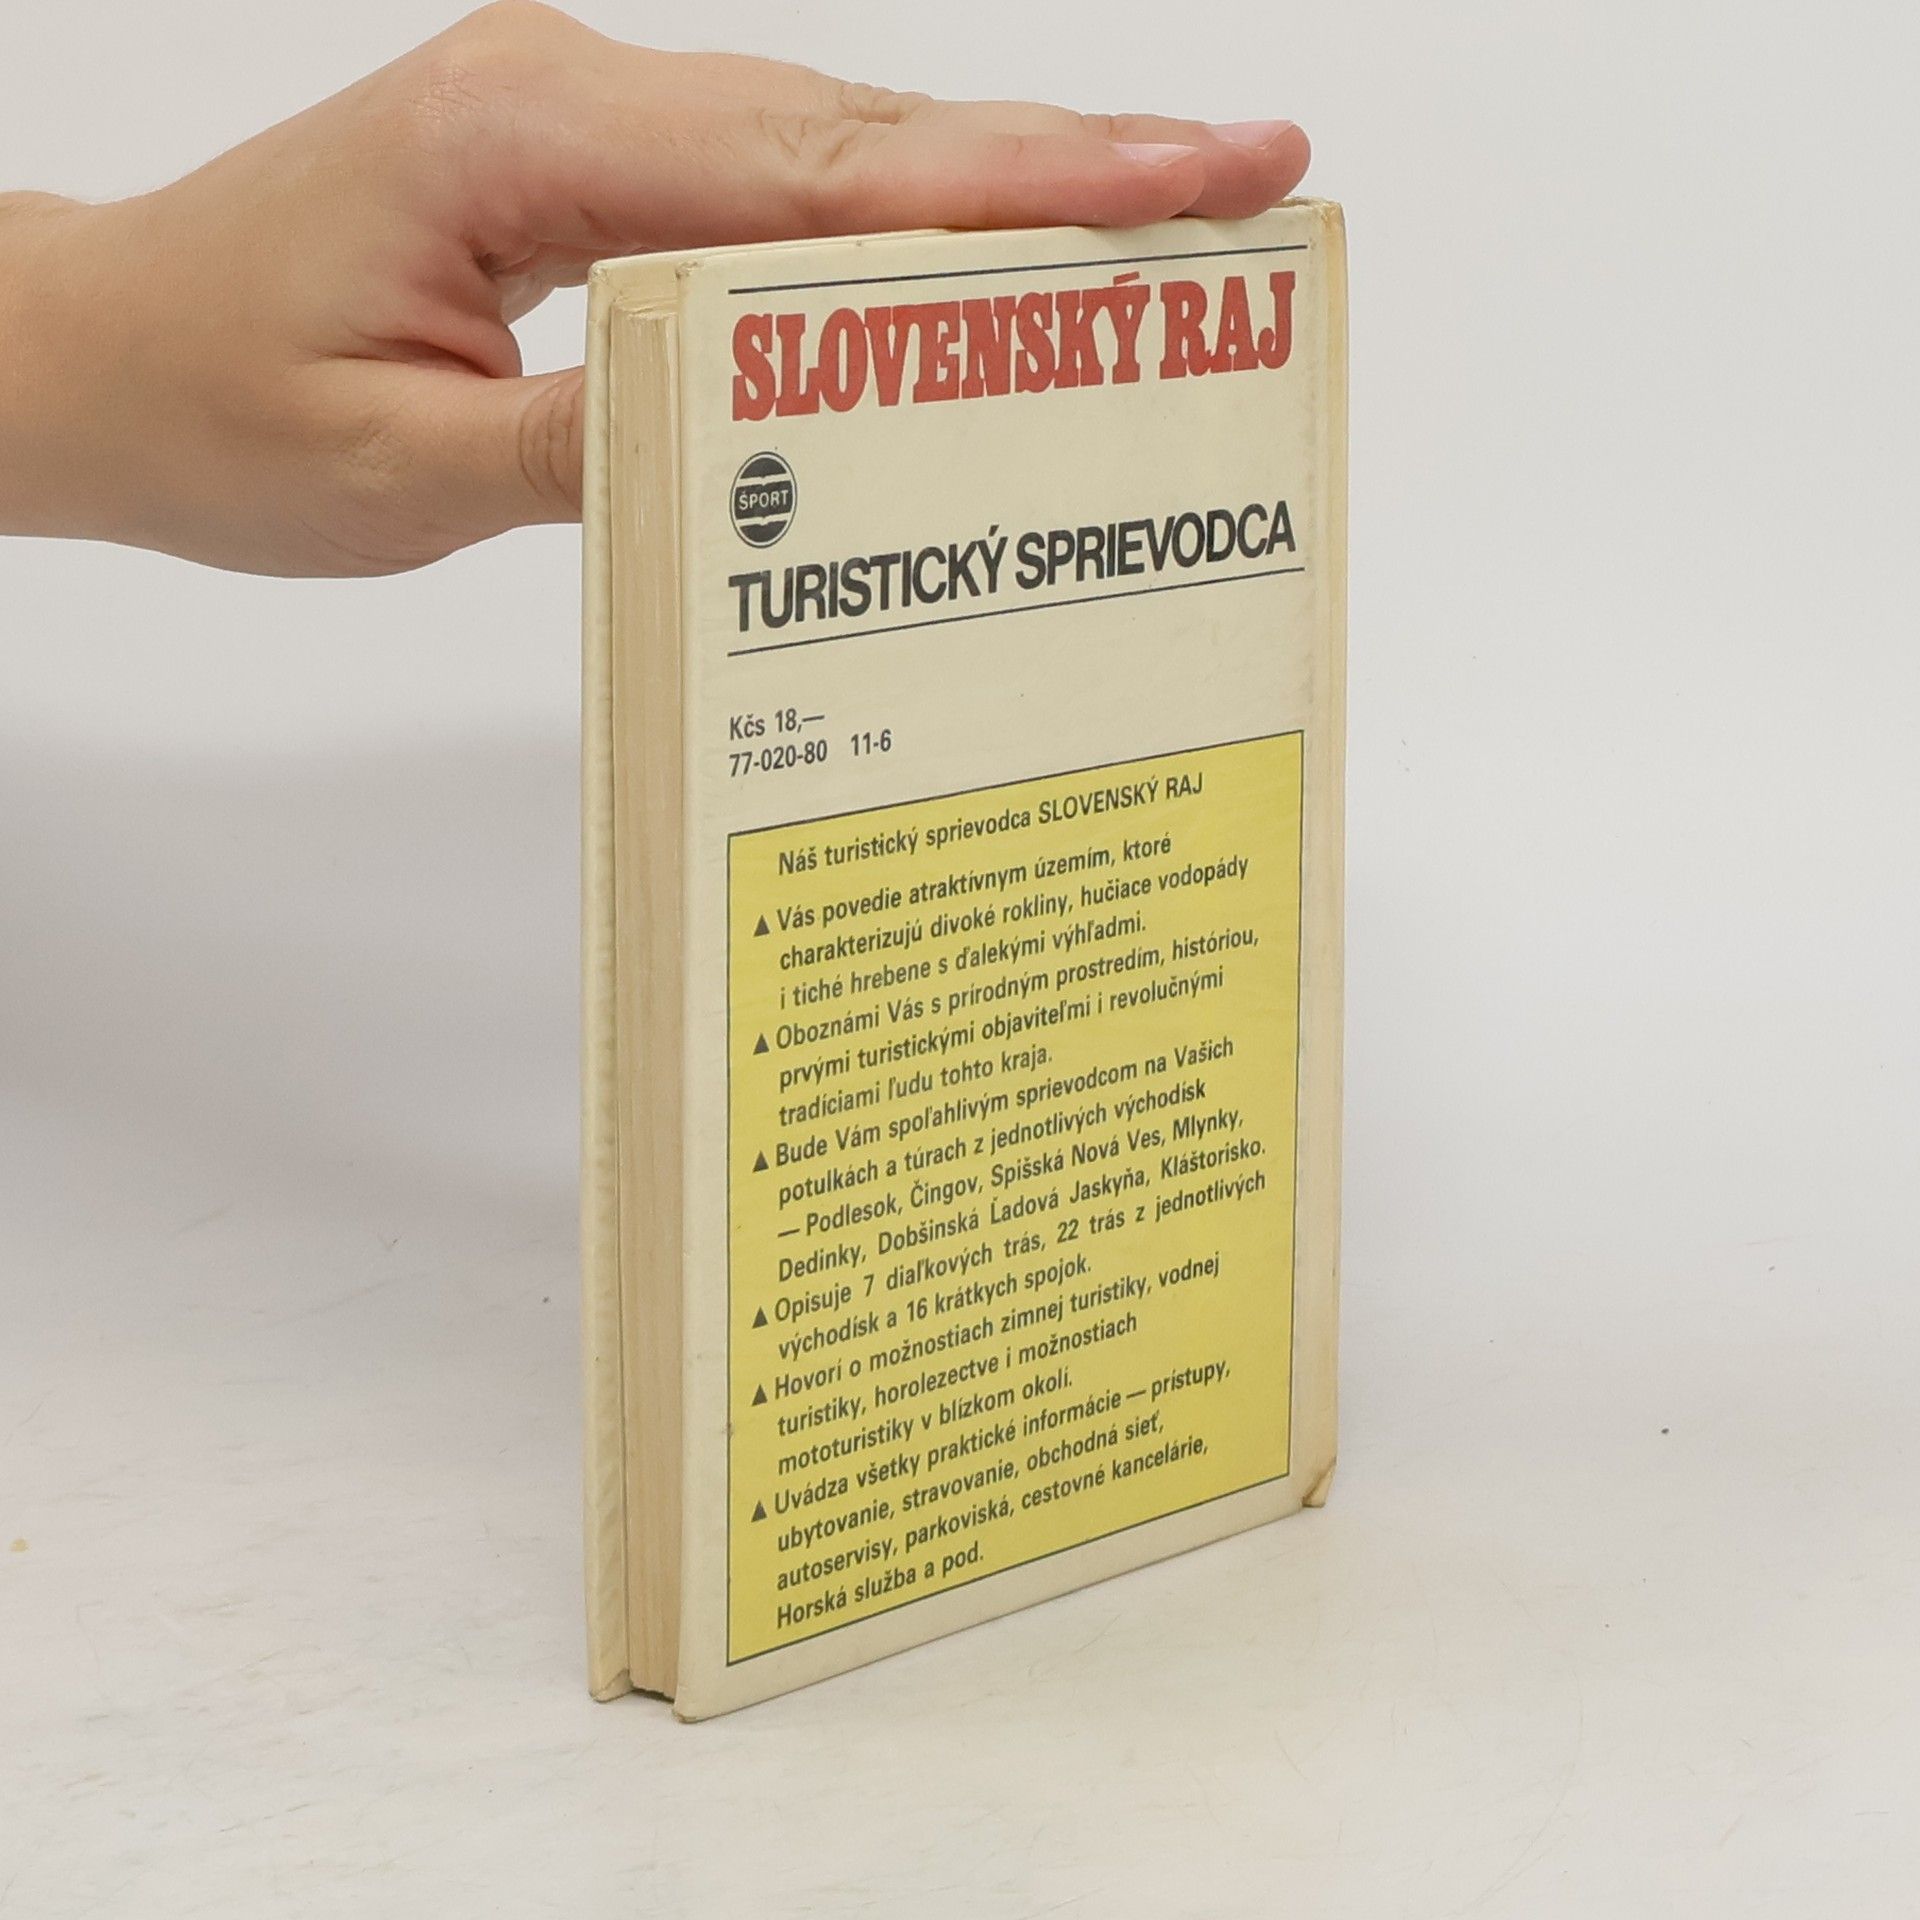 SLOVENSKÝ RAJ
ŠPORT
TURISTICKÝ SPRIEVODCA
Kčs 18,—
77-020-80 11-6
Náš turistický sprievodca SLOVENSKÝ RAJ
▲ Vás povedie atraktívnym územím, ktoré
charakterizujú divoké rokliny, hučiace vodopády
i tiché hrebene s ďalekými výhľadmi.
▲ Oboznámi Vás s prírodným prostredím, históriou,
prvými turistickými objaviteľmi i revolučnými
tradíciami ľudu tohto kraja.
▲ Bude Vám spoľahlivým sprievodcom na Vašich
potulkách a túrach z jednotlivých východísk
— Podlesok, Čingov, Spišská Nová Ves, Mlynky,
Dedinky, Dobšinská Ľadová Jaskyňa, Kláštorisko.
▲ Opisuje 7 diaľkových trás, 22 trás z jednotlivých
východísk a 16 krátkych spojok.
▲ Hovorí o možnostiach zimnej turistiky, vodnej
turistiky, horolezectve i možnostiach
mototuristiky v blízkom okolí.
▲ Uvádza všetky praktické informácie — prístupy,
ubytovanie, stravovanie, obchodná sieť,
autoservisy, parkoviská, cestovné kancelárie,
Horská služba a pod.